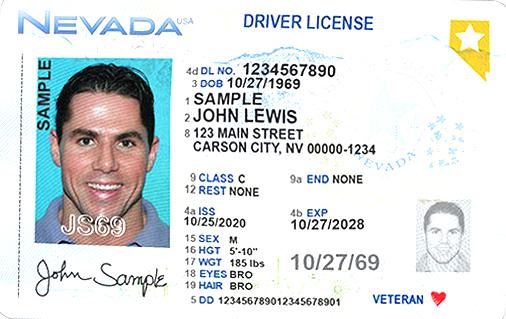 NEVADA USA DRIVER LICENSE
SAMPLE
4d DL NO. 1234567890
3 DOB 10/27/1969
1 SAMPLE
2 JOHN LEWIS
8 123 MAIN STREET
CARSON CITY, NV 00000-1234
NEVADA
9 CLASS C 9a END NONE
12 REST NONE
4a ISS 4b EXP
10/25/2020 10/27/2028
JS69
15 SEX M
16 HGT 5'-10"
17 WGT 185 lbs 10/27/69
18 EYES BRO
19 HAIR BRO
John Sample
5 DD 123456789012345678901 VETERAN